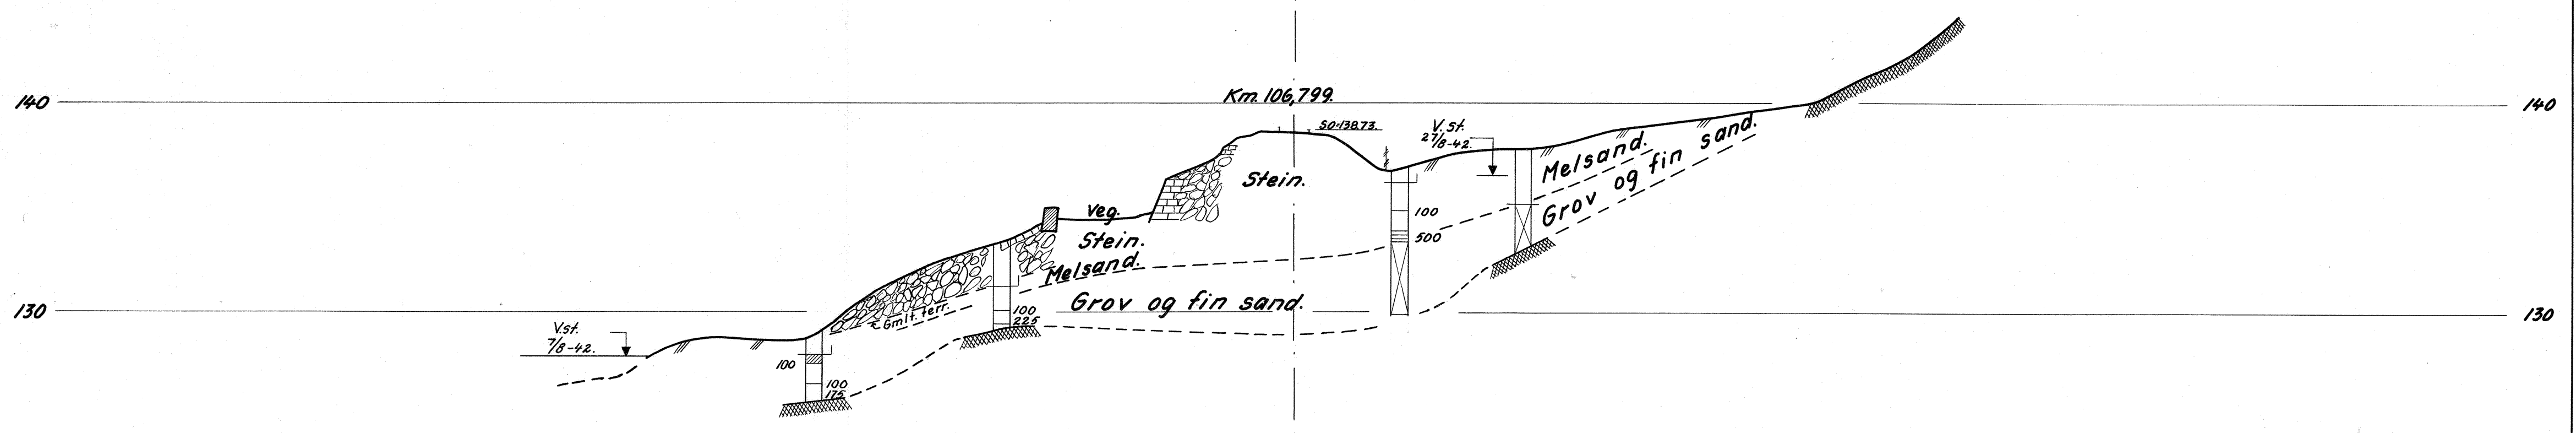 140
Km. 106,799.
140
S.O=138.73.
V. st.
27/8-42.
Melsand.
Grov og fin sand.
Stein.
Veg.
Stein.
Melsand.
Grov og fin sand.
100
500
130
130
Gmlt. terr.
100
225
V.st.
7/8-42.
100
100
175